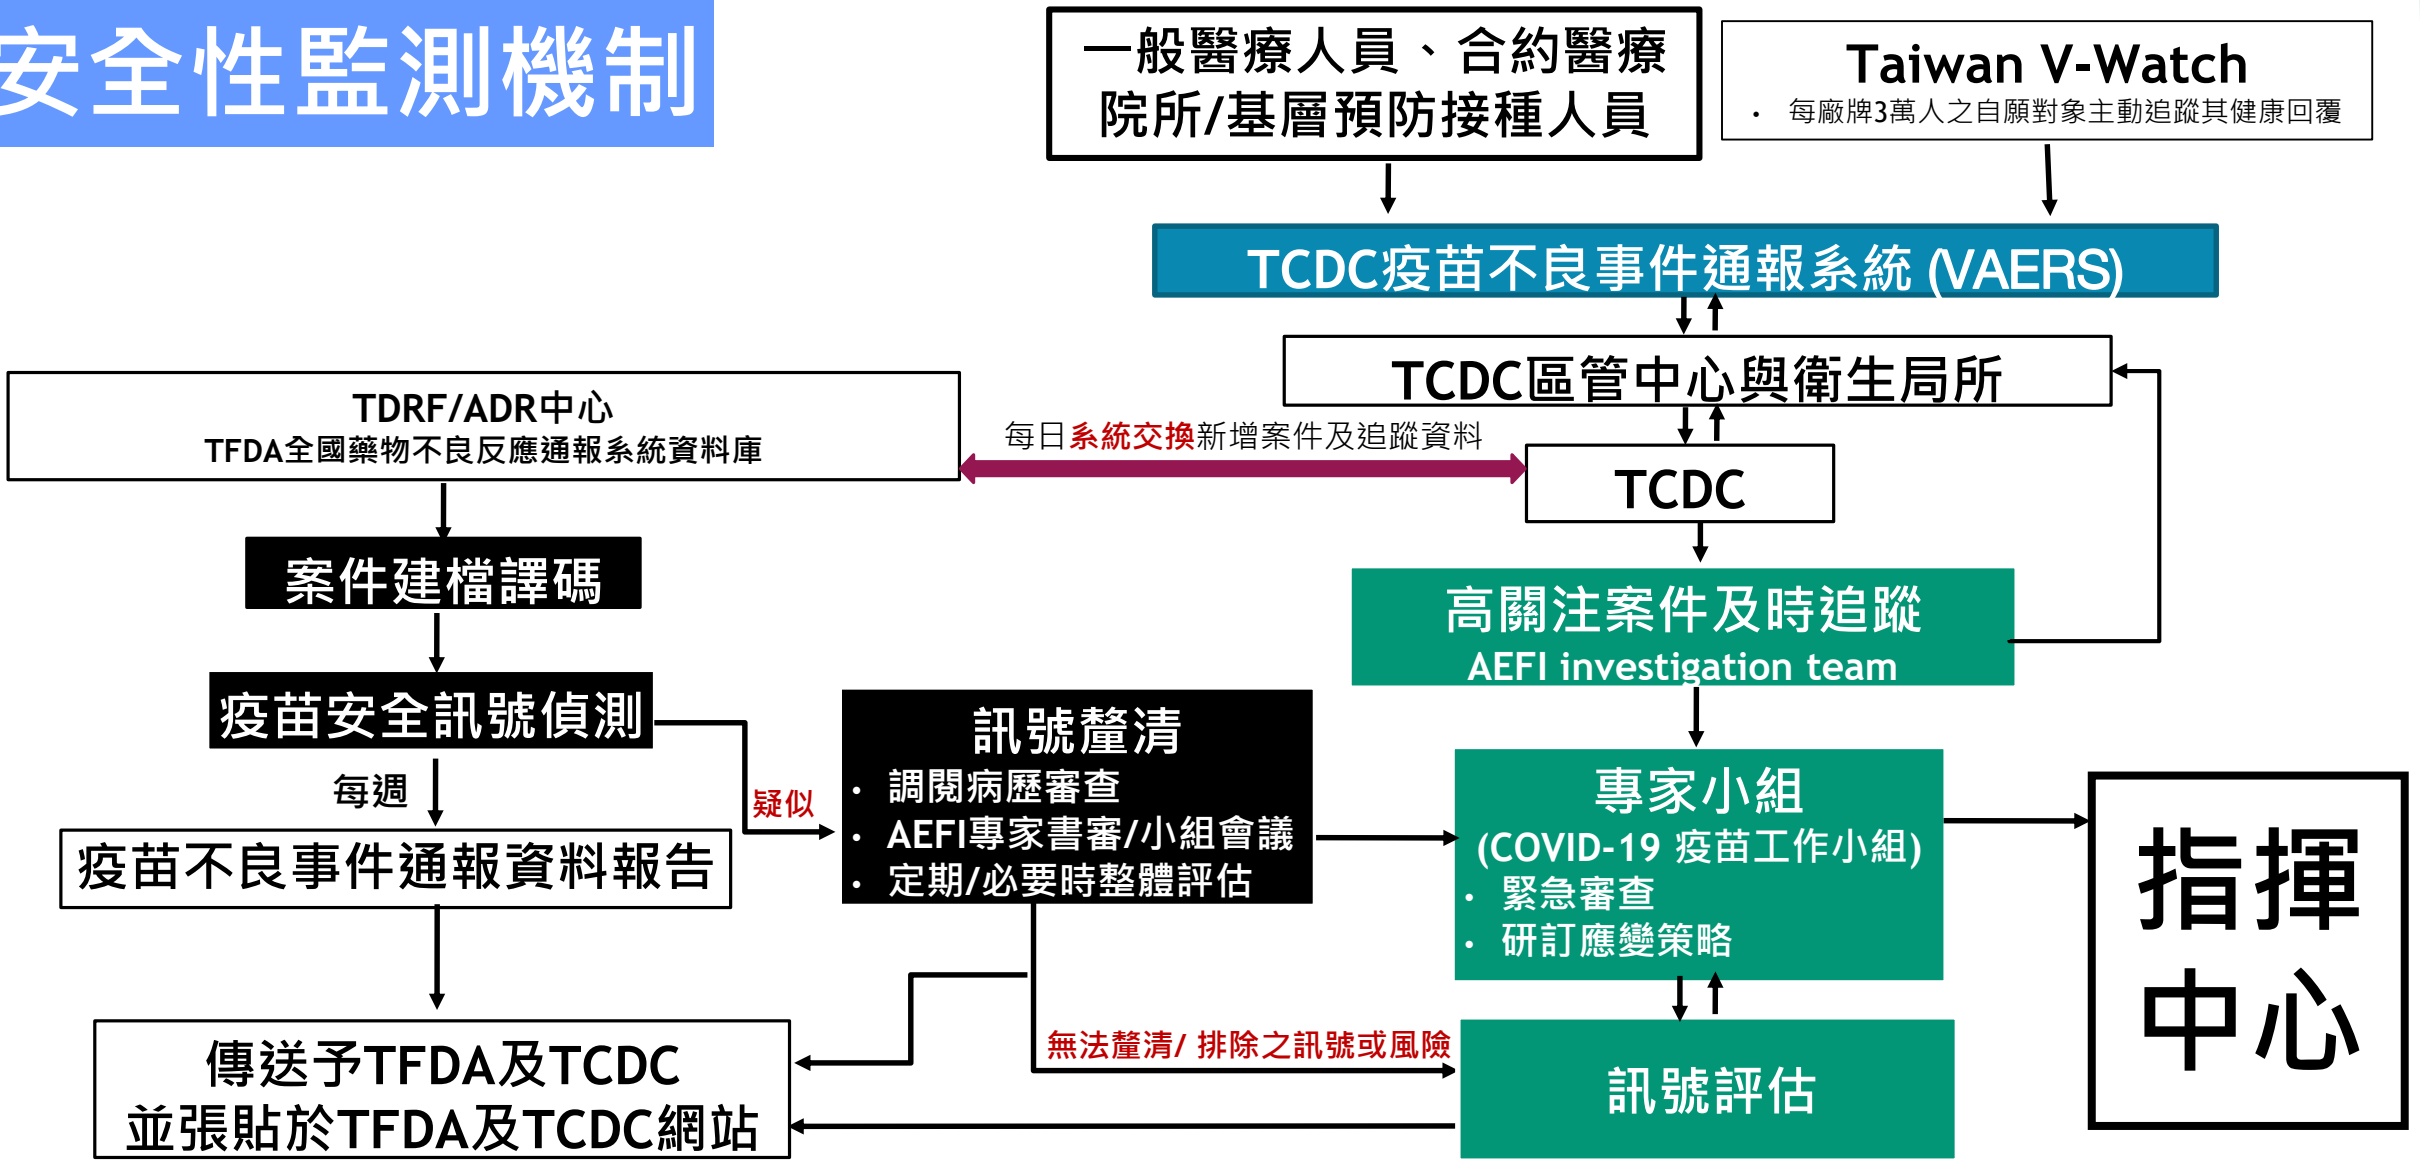 安全性監測機制
一般醫療人員、合約醫療
院所/基層預防接種人員
Taiwan V-Watch
• 每廠牌3萬人之自願對象主動追蹤其健康回覆
TCDC疫苗不良事件通報系統 (VAERS)
TCDC區管中心與衛生局所
TDRF/ADR中心
TFDA全國藥物不良反應通報系統資料庫
每日系統交換新增案件及追蹤資料
TCDC
案件建檔譯碼
高關注案件及時追蹤
AEFI investigation team
疫苗安全訊號偵測
每週
疑似
訊號釐清
• 調閱病歷審查
• AEFI專家書審/小組會議
• 定期/必要時整體評估
專家小組
(COVID-19 疫苗工作小組)
• 緊急審查
• 研訂應變策略
指揮
中心
疫苗不良事件通報資料報告
無法釐清/ 排除之訊號或風險
傳送予TFDA及TCDC
並張貼於TFDA及TCDC網站
訊號評估